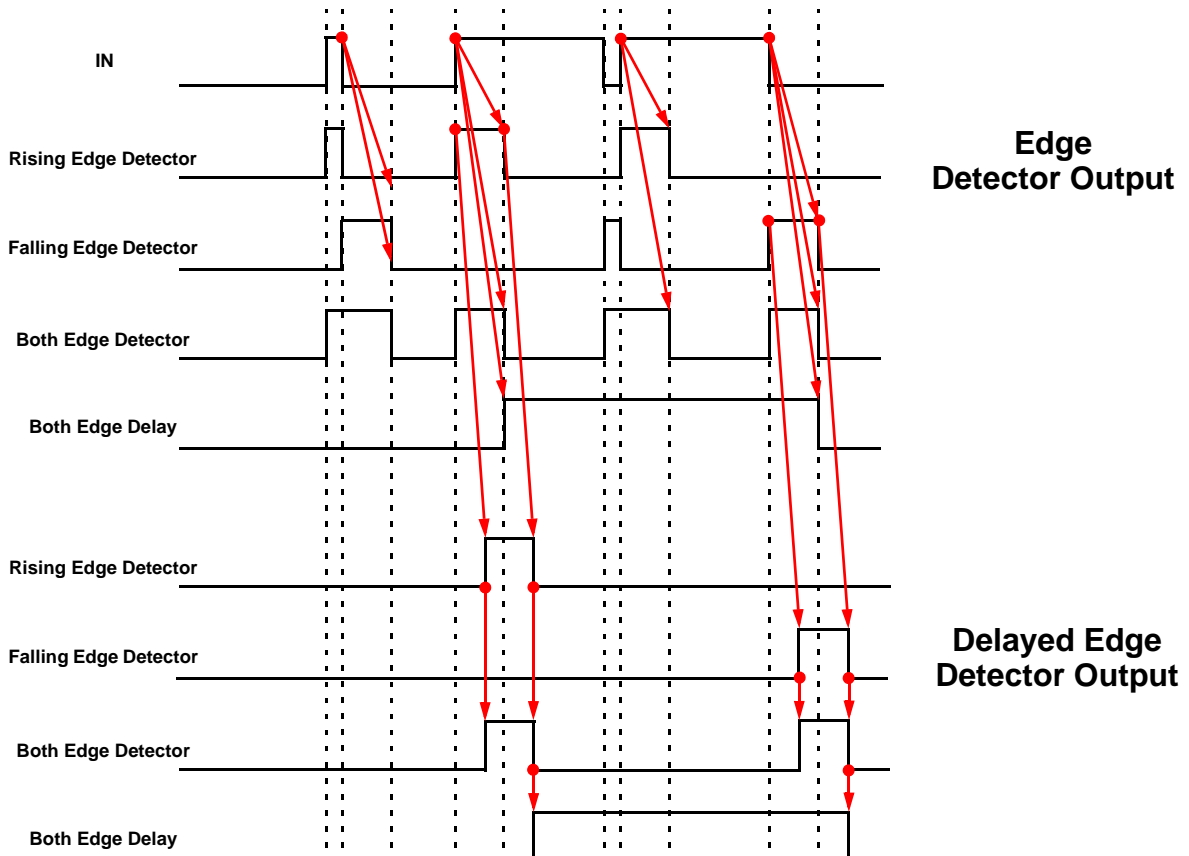 IN
Rising Edge Detector
Falling Edge Detector
Both Edge Detector
Both Edge Delay
Edge
Detector Output
Rising Edge Detector
Falling Edge Detector
Both Edge Detector
Both Edge Delay
Delayed Edge
Detector Output